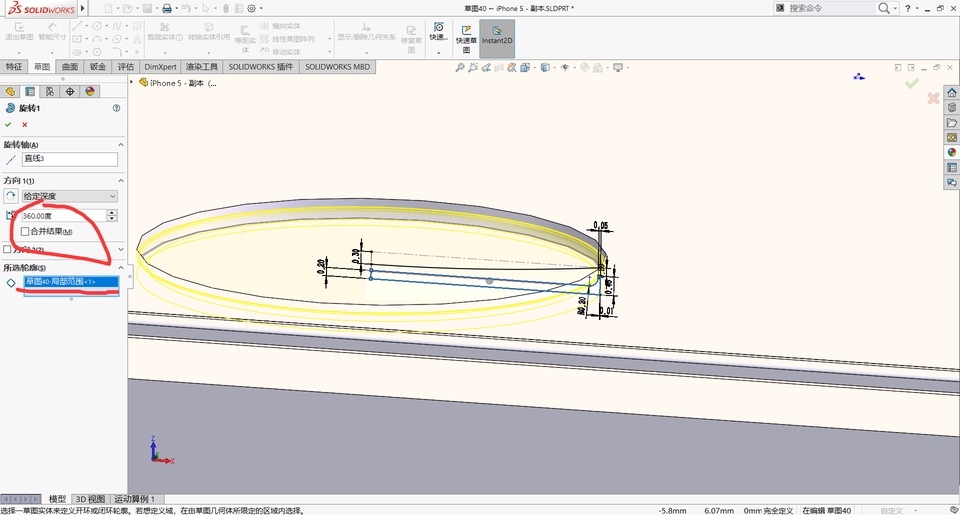 SOLIDWORKS
草图40 -- iPhone 5 - 副本.SLDPRT *
搜索命令
退出草图
智能尺寸
剪裁实体(T)
转换实体引用
等距实体
镜向实体
线性草图阵列
移动实体
显示/删除几何关系
修复草图
快速...
快速草图
Instant2D
特征
草图
曲面
钣金
评估
DimXpert
渲染工具
SOLIDWORKS 插件
SOLIDWORKS MBD
iPhone 5 - 副本 (...
旋转1
旋转轴(A)
直线3
方向 1(1)
给定深度
360.00度
合并结果(M)
方向 2(2)
所选轮廓(S)
草图40-局部范围<1>
0.05
0.30
0.20
0.40
R0.20
0.01
Z
X
模型
3D 视图
运动算例 1
选择一草图实体来定义开环或闭环轮廓。若想定义域，在由草图几何体所限定的区域内选择。
-5.8mm
6.07mm
0mm
完全定义
在编辑 草图40
自定义